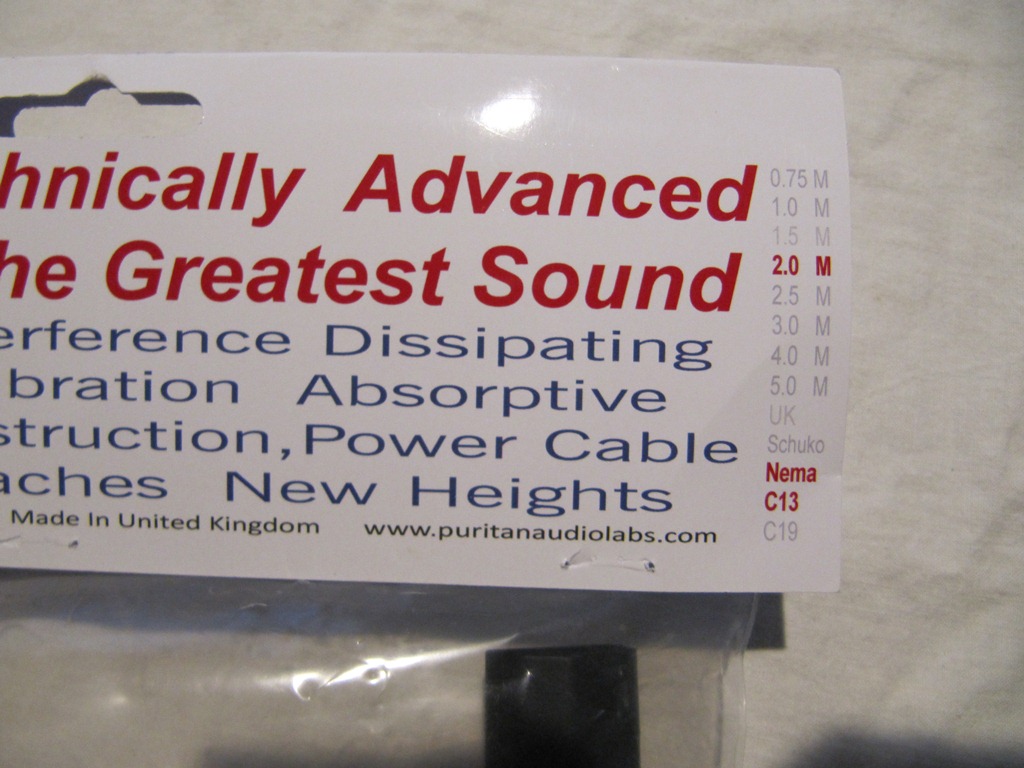 hnically Advanced
he Greatest Sound
erference Dissipating
bration Absorptive
struction, Power Cable
aches New Heights
Made In United Kingdom www.puritanaudiolabs.com
0.75 M
1.0 M
1.5 M
2.0 M
2.5 M
3.0 M
4.0 M
5.0 M
UK
Schuko
Nema
C13
C19